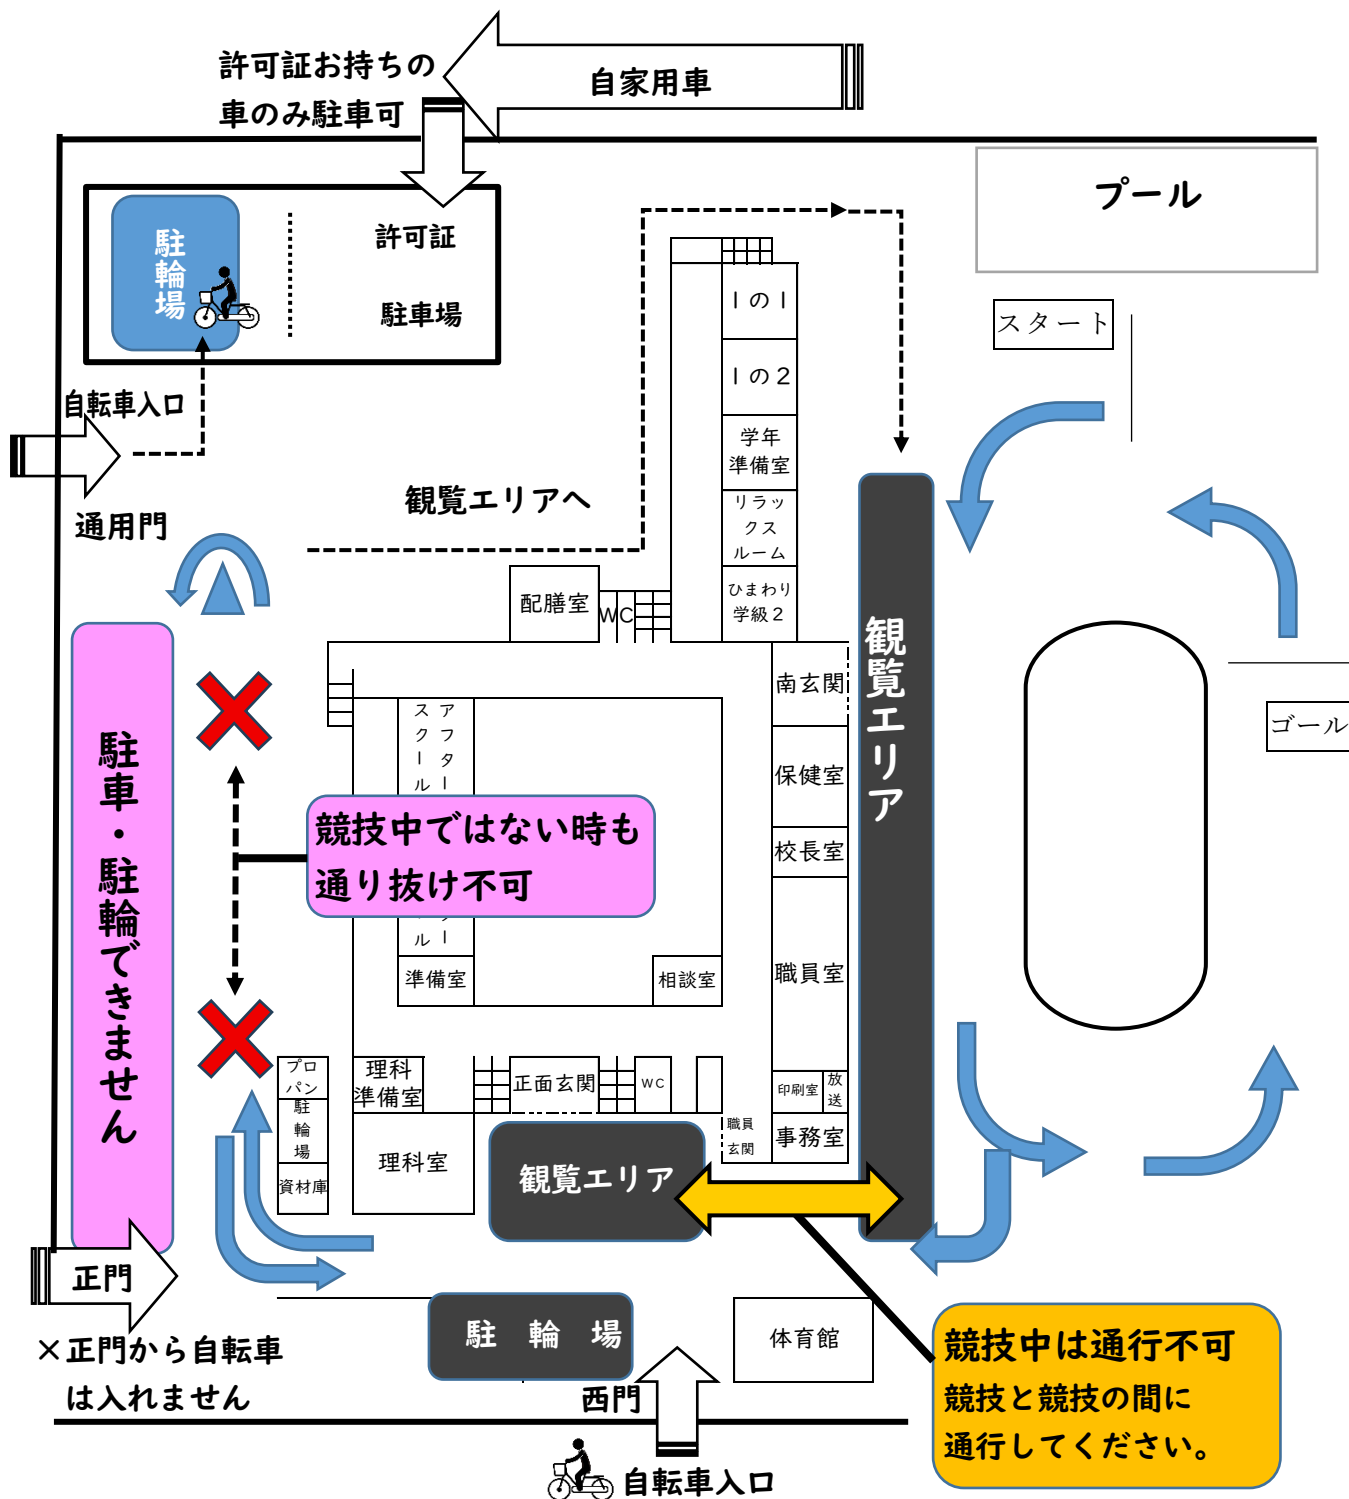 許可証お持ちの
車のみ駐車可
自家用車
プール
駐輪場
許可証
駐車場
スタート
自転車入口
通用門
観覧エリアへ
1の1
1の2
学年
準備室
リラッ
クス
ルーム
ひまわり
学級2
配膳室
WC
南玄関
観覧エリア
ゴール
保健室
校長室
職員室
アフター
スクール
競技中ではない時も
通り抜け不可
ター
ル
準備室
相談室
駐車・駐輪できません
プロ
パン
駐
輪
場
資材庫
理科
準備室
理科室
正面玄関
WC
印刷室
放
送
職員
玄関
事務室
観覧エリア
正門
×正門から自転車
は入れません
駐 輪 場
体育館
西門
自転車入口
競技中は通行不可
競技と競技の間に
通行してください。